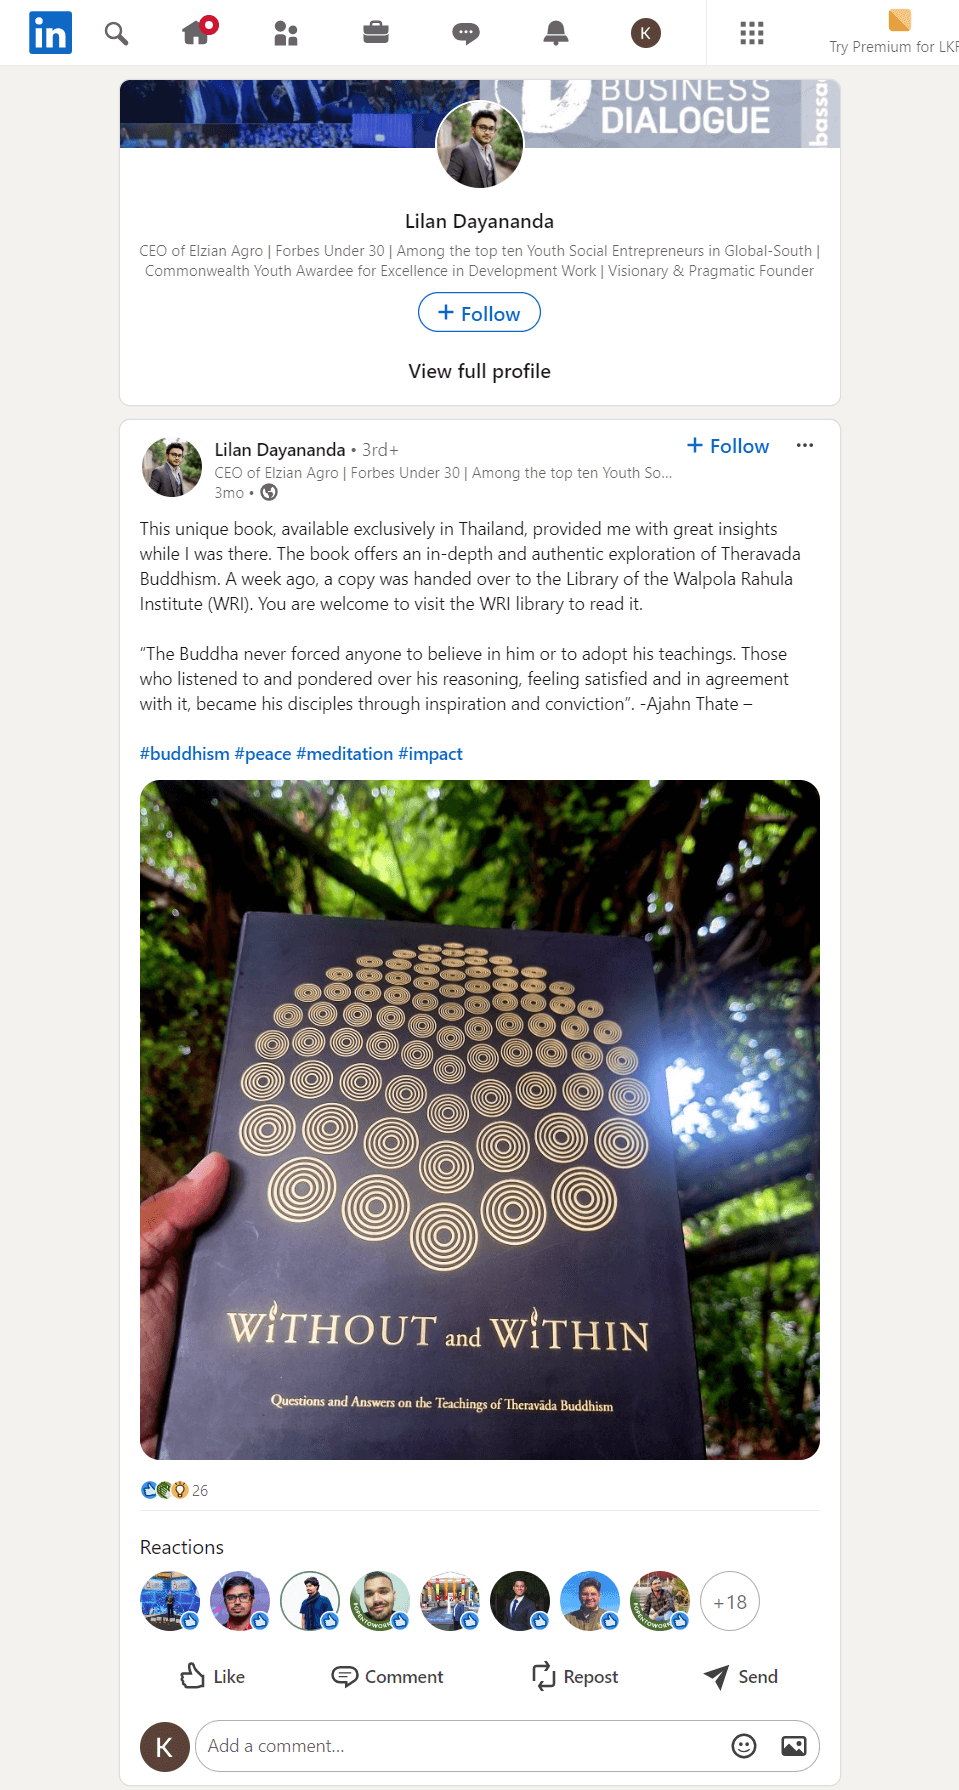 in
K
Try Premium for LKR
BUSINESS
DIALOGUE
bassa
Lilan Dayananda
CEO of Elzian Agro | Forbes Under 30 | Among the top ten Youth Social Entrepreneurs in Global-South |
Commonwealth Youth Awardee for Excellence in Development Work | Visionary & Pragmatic Founder
+ Follow
View full profile
Lilan Dayananda • 3rd+
+ Follow
CEO of Elzian Agro | Forbes Under 30 | Among the top ten Youth So...
3mo •
This unique book, available exclusively in Thailand, provided me with great insights
while I was there. The book offers an in-depth and authentic exploration of Theravada
Buddhism. A week ago, a copy was handed over to the Library of the Walpola Rahula
Institute (WRI). You are welcome to visit the WRI library to read it.
“The Buddha never forced anyone to believe in him or to adopt his teachings. Those
who listened to and pondered over his reasoning, feeling satisfied and in agreement
with it, became his disciples through inspiration and conviction”. -Ajahn Thate –
#buddhism #peace #meditation #impact
WiTHOUT and WiTHIN
Questions and Answers on the Teachings of Theravāda Buddhism
26
Reactions
#OPENTOWORK
#OPENTOWORK
+18
Like
Comment
Repost
Send
K
Add a comment...